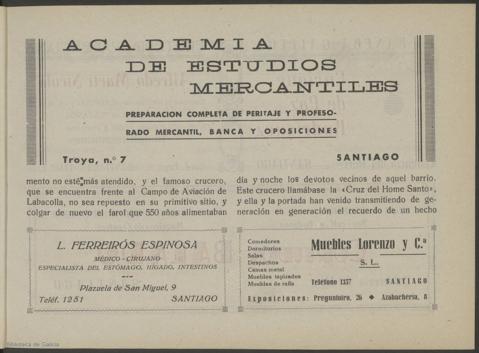 ACADEMIA
DE ESTUDIOS
MERCANTILES
PREPARACION COMPLETA DE PERITAJE Y PROFESO-
RADO MERCANTIL, BANCA Y OPOSICIONES
Troya, n.º 7
SANTIAGO
mento no esté más atendido, y el famoso crucero,
que se encuentra frente al Campo de Aviación de
Labacolla, no sea repuesto en su primitivo sitio, y
colgar de nuevo el farol que 550 años alimentaban
día y noche los devotos vecinos de aquel barrio.
Este crucero llamábase la «Cruz del Home Santo»,
y ella y la portada han venido transmitiendo de ge-
neración en generación el recuerdo de un hecho
L. FERREIRÓS ESPINOSA
MÉDICO - CIRUJANO
ESPECIALISTA DEL ESTÓMAGO, HÍGADO, INTESTINOS
Plazuela de San Miguel, 9
Teléf. 1251 SANTIAGO
Comedores
Dormitorios
Salas
Despachos
Camas metal
Muebles tapizados
Muebles de rafia
Muebles Lorenzo y C.ª
S. L.
Teléfono 1357 SANTIAGO
Exposiciones: Preguntoiro, 26 ◆ Azabachería, 8
Biblioteca de Galicia